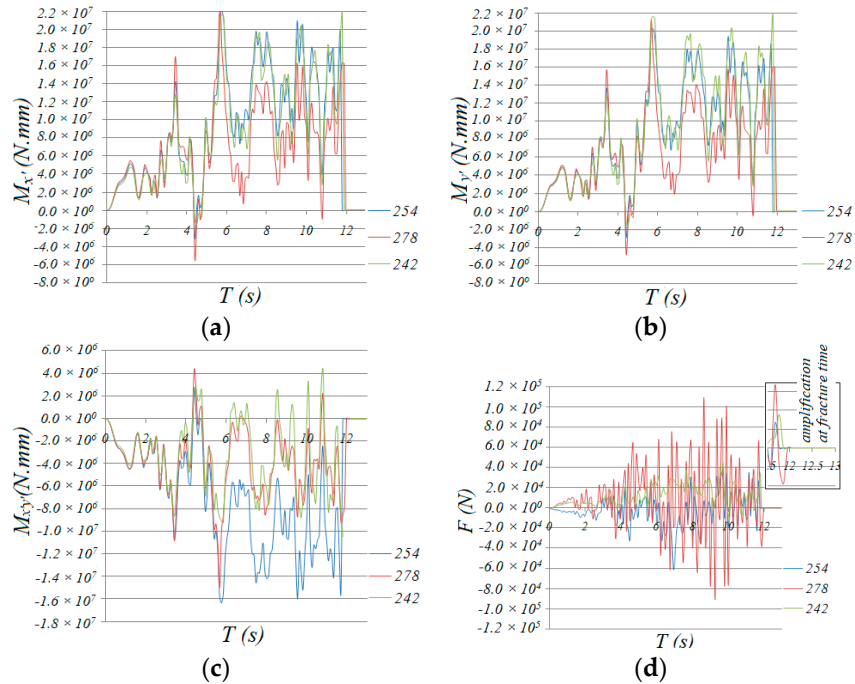 2.2 × 10⁷
2.0 × 10⁷
1.8 × 10⁷
1.6 × 10⁷
1.4 × 10⁷
1.2 × 10⁷
1.0 × 10⁷
8.0 × 10⁶
6.0 × 10⁶
4.0 × 10⁶
2.0 × 10⁶
0.0 × 10⁰
-2.0 × 10⁶
-4.0 × 10⁶
-6.0 × 10⁶
-8.0 × 10⁰
Mx' (N.mm)
0 2 4 6 8 10 12
254
278
242
T (s)
(a)
2.2 × 10⁷
2.0 × 10⁷
1.8 × 10⁷
1.6 × 10⁷
1.4 × 10⁷
1.2 × 10⁷
1.0 × 10⁷
8.0 × 10⁶
6.0 × 10⁶
4.0 × 10⁶
2.0 × 10⁶
0.0 × 10⁰
-2.0 × 10⁶
-4.0 × 10⁶
-6.0 × 10⁶
-8.0 × 10⁰
My' (N.mm)
0 2 4 6 8 10 12
254
278
242
T (s)
(b)
6.0 × 10⁶
4.0 × 10⁶
2.0 × 10⁶
0.0 × 10⁰
-2.0 × 10⁶
-4.0 × 10⁶
-6.0 × 10⁶
-8.0 × 10⁶
-1.0 × 10⁷
-1.2 × 10⁷
-1.4 × 10⁷
-1.6 × 10⁷
-1.8 × 10⁷
Mx'y'(N.mm)
0 2 4 6 8 10 12
254
278
242
T (s)
(c)
1.2 × 10⁵
1.0 × 10⁵
8.0 × 10⁴
6.0 × 10⁴
4.0 × 10⁴
2.0 × 10⁴
0.0 × 10⁰
-2.0 × 10⁴
-4.0 × 10⁴
-6.0 × 10⁴
-8.0 × 10⁴
-1.0 × 10⁵
-1.2 × 10⁵
F (N)
0 2 4 6 8 10 12
amplification
at fracture time
12 12.5 13
254
278
242
T (s)
(d)